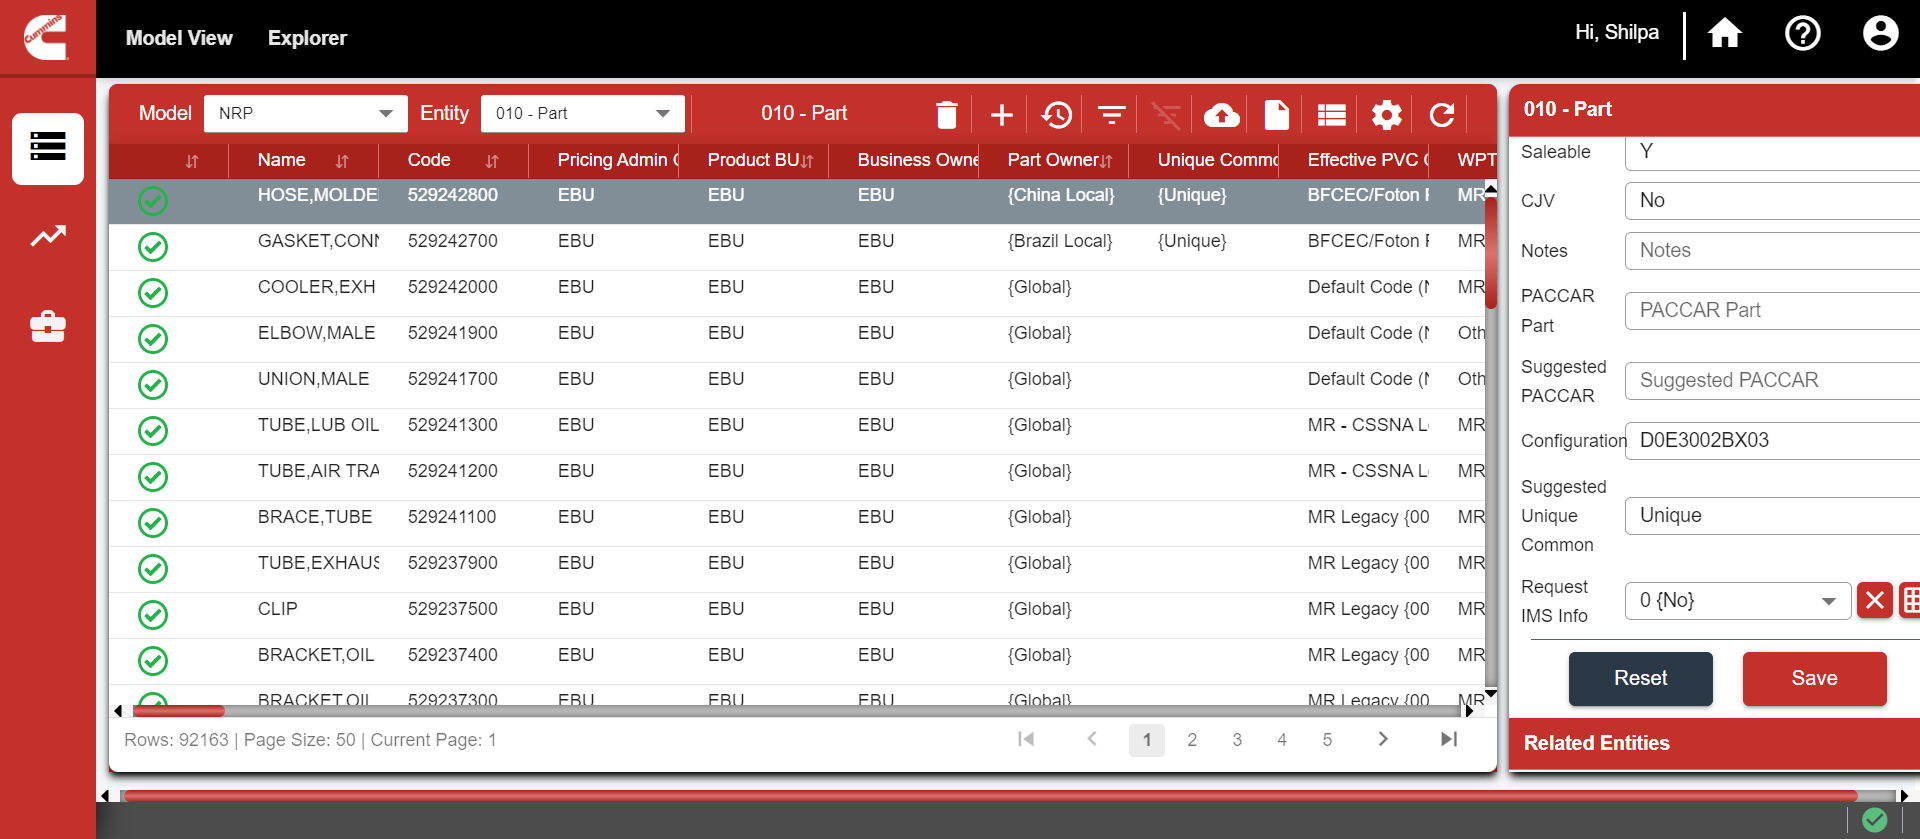 Cummins
Model View Explorer Hi, Shilpa
Model NRP Entity 010 - Part 010 - Part
Name Code Pricing Admin Product BU Business Owne Part Owner Unique Commo Effective PVC WPT
HOSE,MOLDE 529242800 EBU EBU EBU {China Local} {Unique} BFCEC/Foton MR
GASKET,CONN 529242700 EBU EBU EBU {Brazil Local} {Unique} BFCEC/Foton MR
COOLER,EXH 529242000 EBU EBU EBU {Global} Default Code (N MR
ELBOW,MALE 529241900 EBU EBU EBU {Global} Default Code (N Oth
UNION,MALE 529241700 EBU EBU EBU {Global} Default Code (N Oth
TUBE,LUB OIL 529241300 EBU EBU EBU {Global} MR - CSSNA L MR
TUBE,AIR TRA 529241200 EBU EBU EBU {Global} MR - CSSNA L MR
BRACE,TUBE 529241100 EBU EBU EBU {Global} MR Legacy {00 MR
TUBE,EXHAUS 529237900 EBU EBU EBU {Global} MR Legacy {00 MR
CLIP 529237500 EBU EBU EBU {Global} MR Legacy {00 MR
BRACKET,OIL 529237400 EBU EBU EBU {Global} MR Legacy {00 MR
BRACKET,OIL 529237300 EBU EBU EBU {Global} MR Legacy {00 MR
Rows: 92163 | Page Size: 50 | Current Page: 1
1 2 3 4 5
010 - Part
Saleable Y
CJV No
Notes Notes
PACCAR
Part
PACCAR Part
Suggested
PACCAR
Suggested PACCAR
Configuration D0E3002BX03
Suggested
Unique
Common
Unique
Request
IMS Info
0 {No}
Reset Save
Related Entities